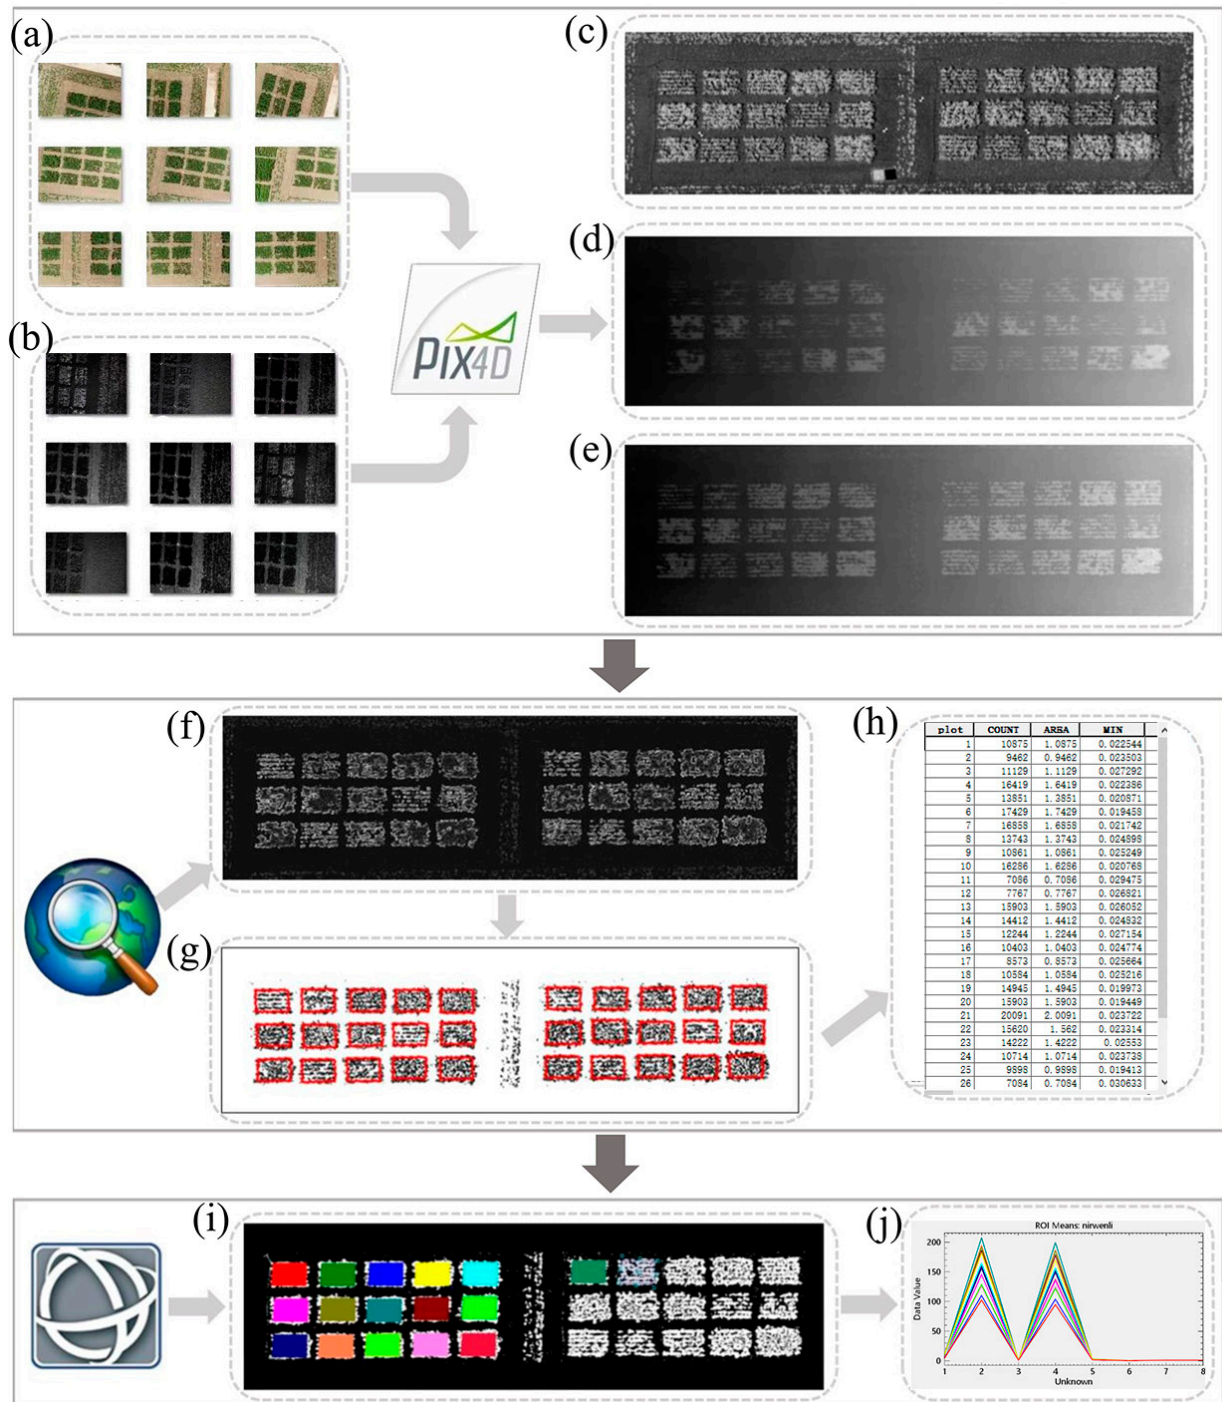 (a)
(b)
PIX4D
(c)
(d)
(e)
(f)
(g)
(h)
plot COUNT AREA MIN
1 10875 1.0875 0.022544
2 9462 0.9462 0.023503
3 11129 1.1129 0.027292
4 16419 1.6419 0.022386
5 13851 1.3851 0.020871
6 17429 1.7429 0.019458
7 16858 1.6858 0.021742
8 13743 1.3743 0.024898
9 10861 1.0861 0.025249
10 16286 1.6286 0.020768
11 7086 0.7086 0.029475
12 7767 0.7767 0.026821
13 15903 1.5903 0.026052
14 14412 1.4412 0.024832
15 12244 1.2244 0.027154
16 10403 1.0403 0.024774
17 8573 0.8573 0.025664
18 10584 1.0584 0.025216
19 14945 1.4945 0.019973
20 15903 1.5903 0.019449
21 20091 2.0091 0.023722
22 15620 1.562 0.023314
23 14222 1.4222 0.02553
24 10714 1.0714 0.023738
25 9898 0.9898 0.019413
26 7084 0.7084 0.030633
(i)
(j)
ROI Means: nirwenli
Data Value
200
150
100
50
0
1 2 3 4 5 6 7 8
Unknown